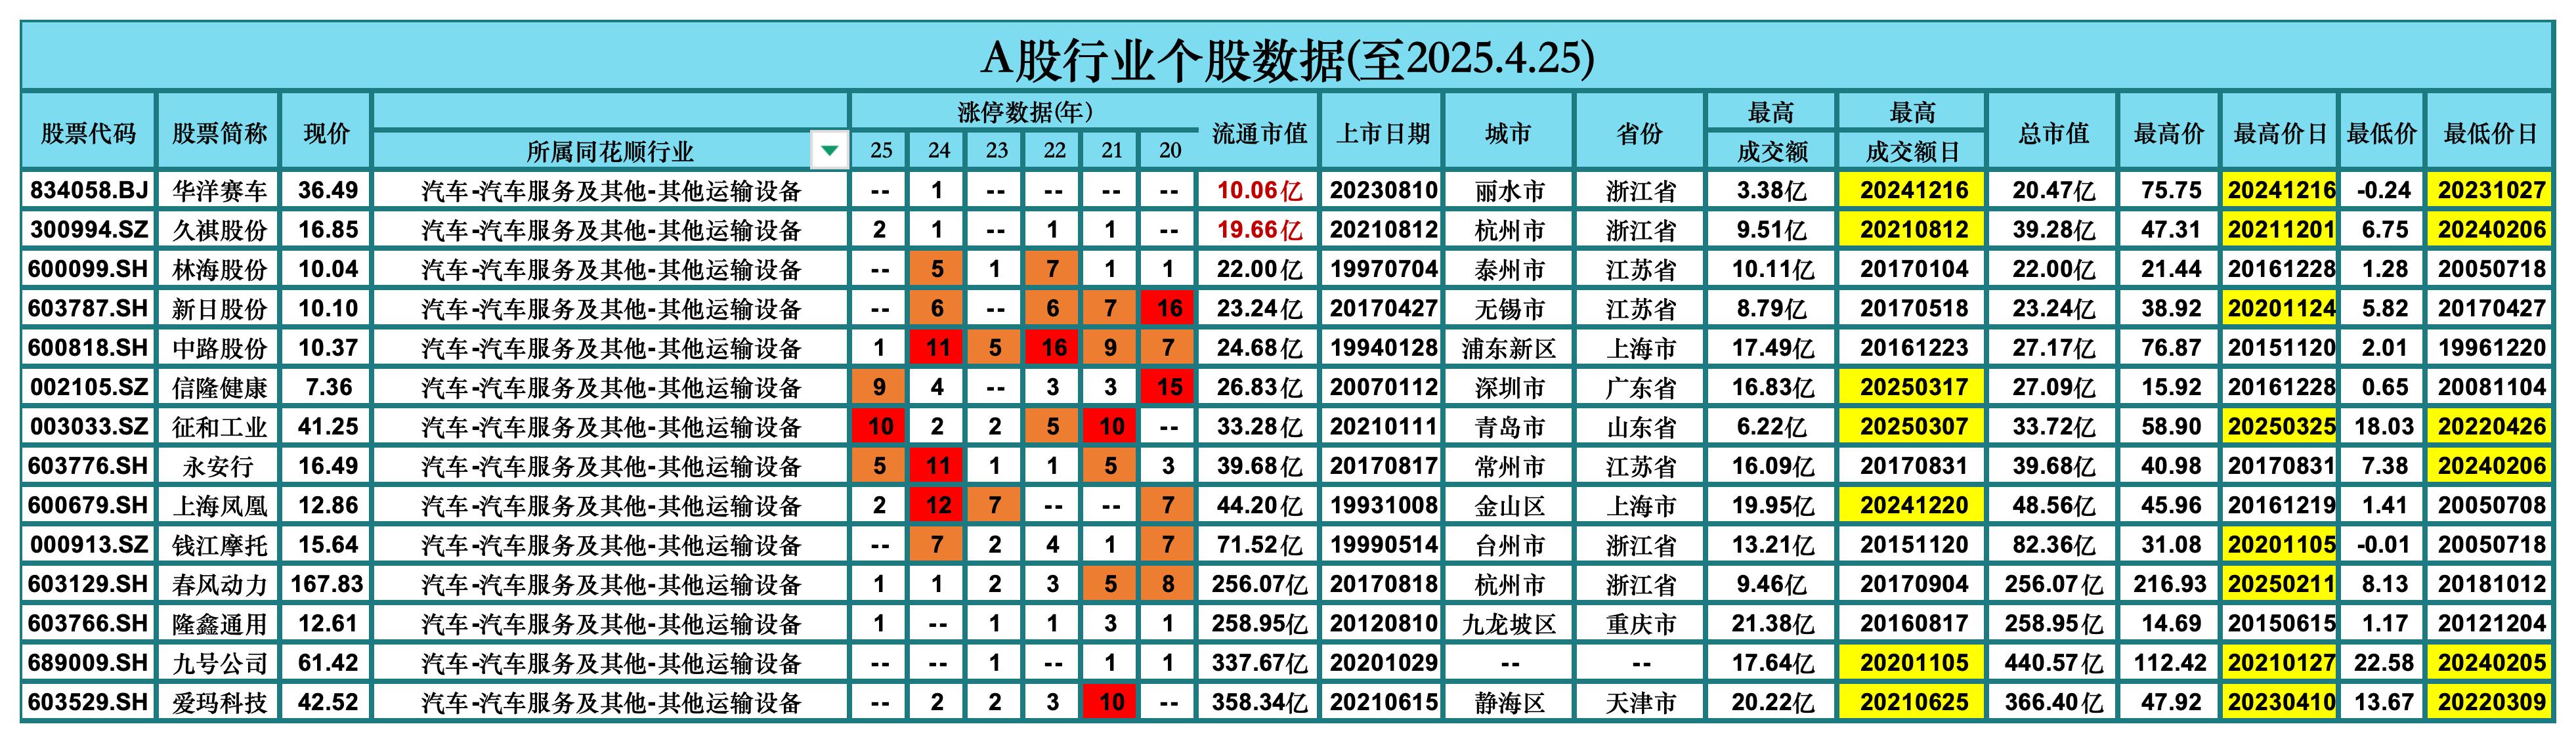 A股行业个股数据(至2025.4.25)
股票代码 股票简称 现价 所属同花顺行业 涨停数据(年) 25 24 23 22 21 20 流通市值 上市日期 城市 省份 最高成交额 最高成交额日 总市值 最高价 最高价日 最低价 最低价日
834058.BJ 华洋赛车 36.49 汽车-汽车服务及其他-其他运输设备 -- 1 -- -- -- -- 10.06亿 20230810 丽水市 浙江省 3.38亿 20241216 20.47亿 75.75 20241216 -0.24 20231027
300994.SZ 久祺股份 16.85 汽车-汽车服务及其他-其他运输设备 2 1 -- 1 1 -- 19.66亿 20210812 杭州市 浙江省 9.51亿 20210812 39.28亿 47.31 20211201 6.75 20240206
600099.SH 林海股份 10.04 汽车-汽车服务及其他-其他运输设备 -- 5 1 7 1 1 22.00亿 19970704 泰州市 江苏省 10.11亿 20170104 22.00亿 21.44 20161228 1.28 20050718
603787.SH 新日股份 10.10 汽车-汽车服务及其他-其他运输设备 -- 6 -- 6 7 16 23.24亿 20170427 无锡市 江苏省 8.79亿 20170518 23.24亿 38.92 20201124 5.82 20170427
600818.SH 中路股份 10.37 汽车-汽车服务及其他-其他运输设备 1 11 5 16 9 7 24.68亿 19940128 浦东新区 上海市 17.49亿 20161223 27.17亿 76.87 20151120 2.01 19961220
002105.SZ 信隆健康 7.36 汽车-汽车服务及其他-其他运输设备 9 4 -- 3 3 15 26.83亿 20070112 深圳市 广东省 16.83亿 20250317 27.09亿 15.92 20161228 0.65 20081104
003033.SZ 征和工业 41.25 汽车-汽车服务及其他-其他运输设备 10 2 2 5 10 -- 33.28亿 20210111 青岛市 山东省 6.22亿 20250307 33.72亿 58.90 20250325 18.03 20220426
603776.SH 永安行 16.49 汽车-汽车服务及其他-其他运输设备 5 11 1 1 5 3 39.68亿 20170817 常州市 江苏省 16.09亿 20170831 39.68亿 40.98 20170831 7.38 20240206
600679.SH 上海凤凰 12.86 汽车-汽车服务及其他-其他运输设备 2 12 7 -- -- 7 44.20亿 19931008 金山区 上海市 19.95亿 20241220 48.56亿 45.96 20161219 1.41 20050708
000913.SZ 钱江摩托 15.64 汽车-汽车服务及其他-其他运输设备 -- 7 2 4 1 7 71.52亿 19990514 台州市 浙江省 13.21亿 20151120 82.36亿 31.08 20201105 -0.01 20050718
603129.SH 春风动力 167.83 汽车-汽车服务及其他-其他运输设备 1 1 2 3 5 8 256.07亿 20170818 杭州市 浙江省 9.46亿 20170904 256.07亿 216.93 20250211 8.13 20181012
603766.SH 隆鑫通用 12.61 汽车-汽车服务及其他-其他运输设备 1 -- 1 1 3 1 258.95亿 20120810 九龙坡区 重庆市 21.38亿 20160817 258.95亿 14.69 20150615 1.17 20121204
689009.SH 九号公司 61.42 汽车-汽车服务及其他-其他运输设备 -- -- 1 -- 1 1 337.67亿 20201029 -- -- 17.64亿 20201105 440.57亿 112.42 20210127 22.58 20240205
603529.SH 爱玛科技 42.52 汽车-汽车服务及其他-其他运输设备 -- 2 2 3 10 -- 358.34亿 20210615 静海区 天津市 20.22亿 20210625 366.40亿 47.92 20230410 13.67 20220309